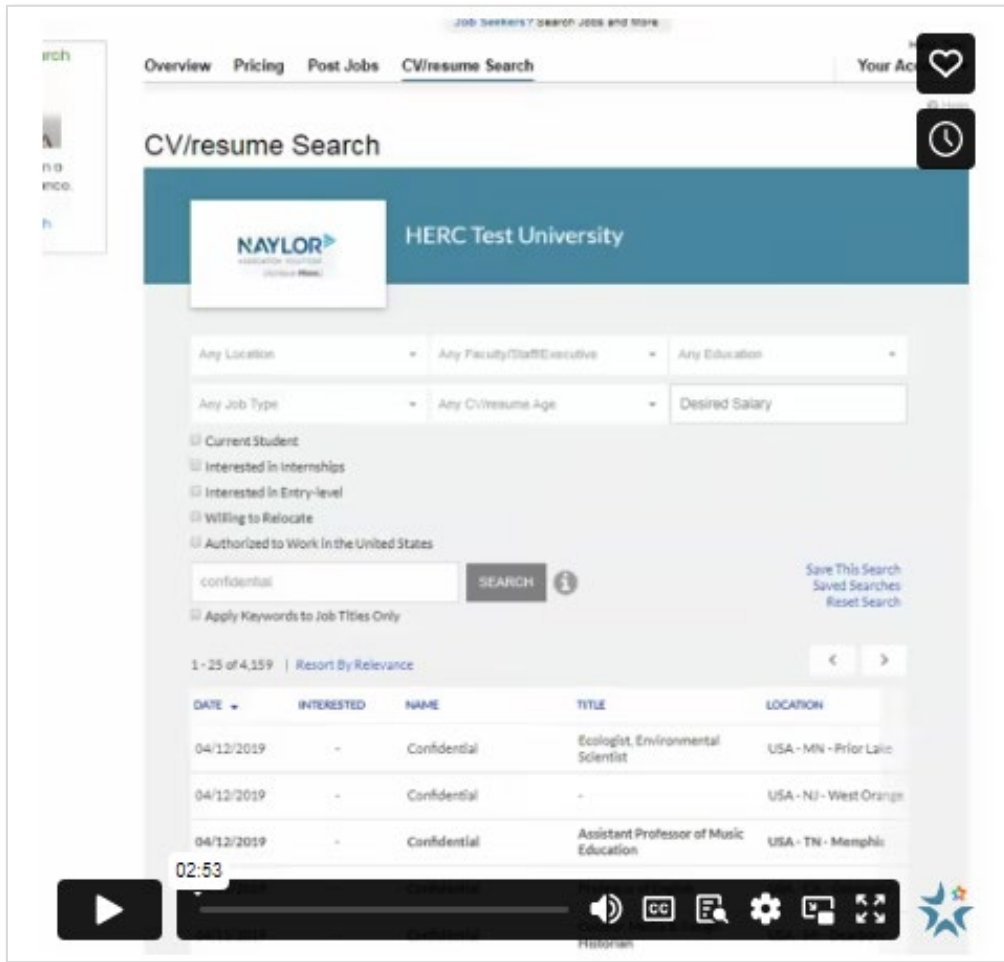 Job Seekers? Search Jobs and More
Overview Pricing Post Jobs CV/resume Search Your Acc
CV/resume Search
NAYLOR
HERC Test University
Any Location Any Faculty/Staff/Executive Any Education
Any Job Type Any CV/resume Age Desired Salary
Current Student
Interested in Internships
Interested in Entry-level
Willing to Relocate
Authorized to Work in the United States
confidential SEARCH
Save This Search
Saved Searches
Reset Search
Apply Keywords to Job Titles Only
1 - 25 of 4,159 | Resort By Relevance
DATE INTERESTED NAME TITLE LOCATION
04/12/2019 - Confidential Ecologist, Environmental Scientist USA - MN - Prior Lake
04/12/2019 - Confidential - USA - NJ - West Orange
04/12/2019 - Confidential Assistant Professor of Music Education USA - TN - Memphis
02:53
CC
Historian